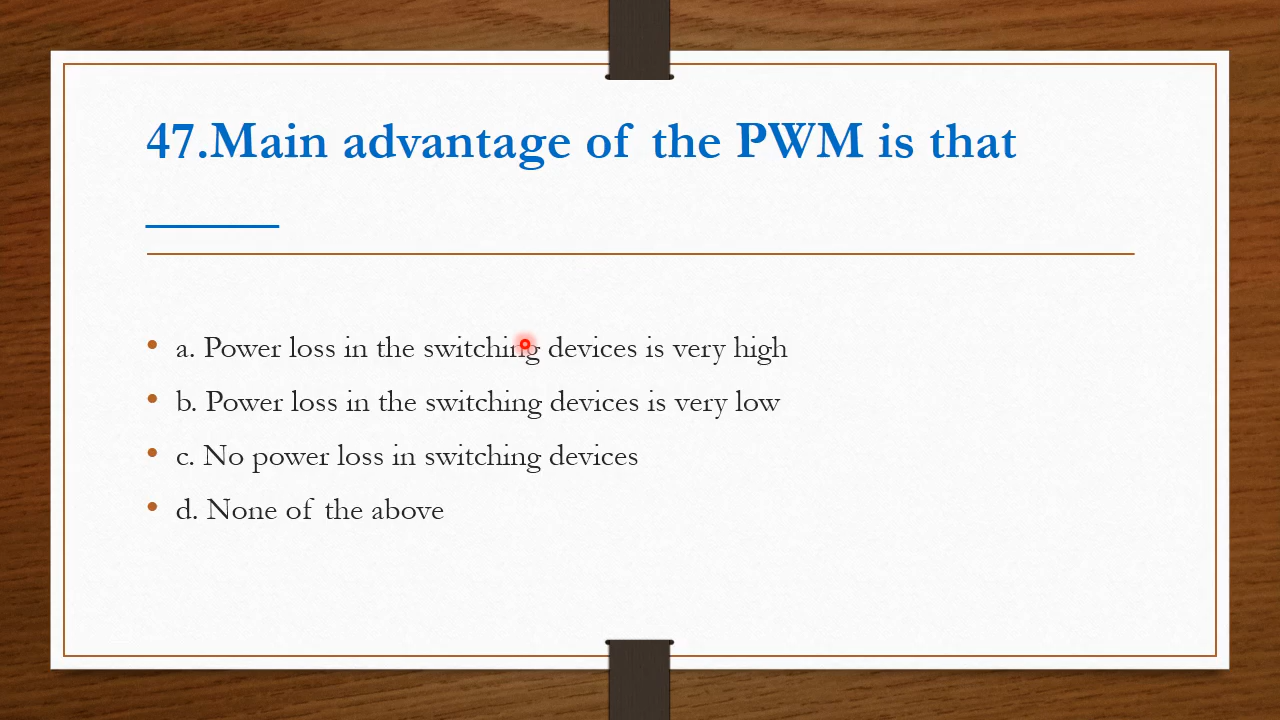 47.Main advantage of the PWM is that
______
• a. Power loss in the switching devices is very high
• b. Power loss in the switching devices is very low
• c. No power loss in switching devices
• d. None of the above